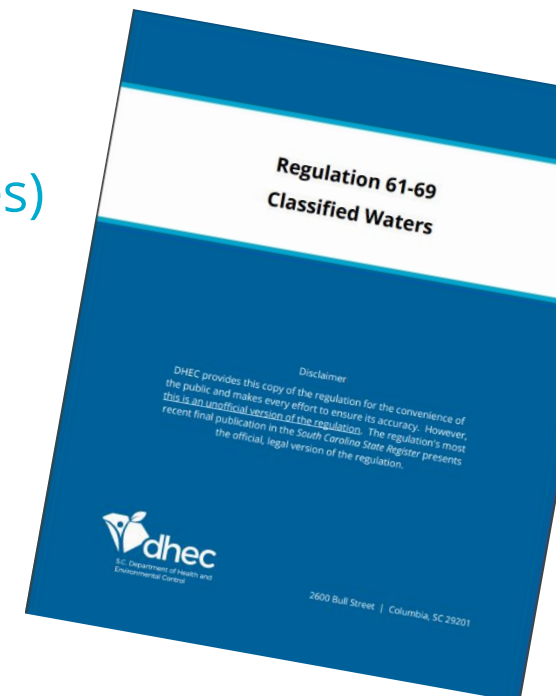 s)
Regulation 61-69
Classified Waters
Disclaimer
DHEC provides this copy of the regulation for the convenience of
the public and makes every effort to ensure its accuracy. However,
this is an unofficial version of the regulation. The regulation's most
recent final publication in the South Carolina State Register presents
the official, legal version of the regulation.
dhec
S.C. Department of Health and
Environmental Control
2600 Bull Street | Columbia, SC 29201